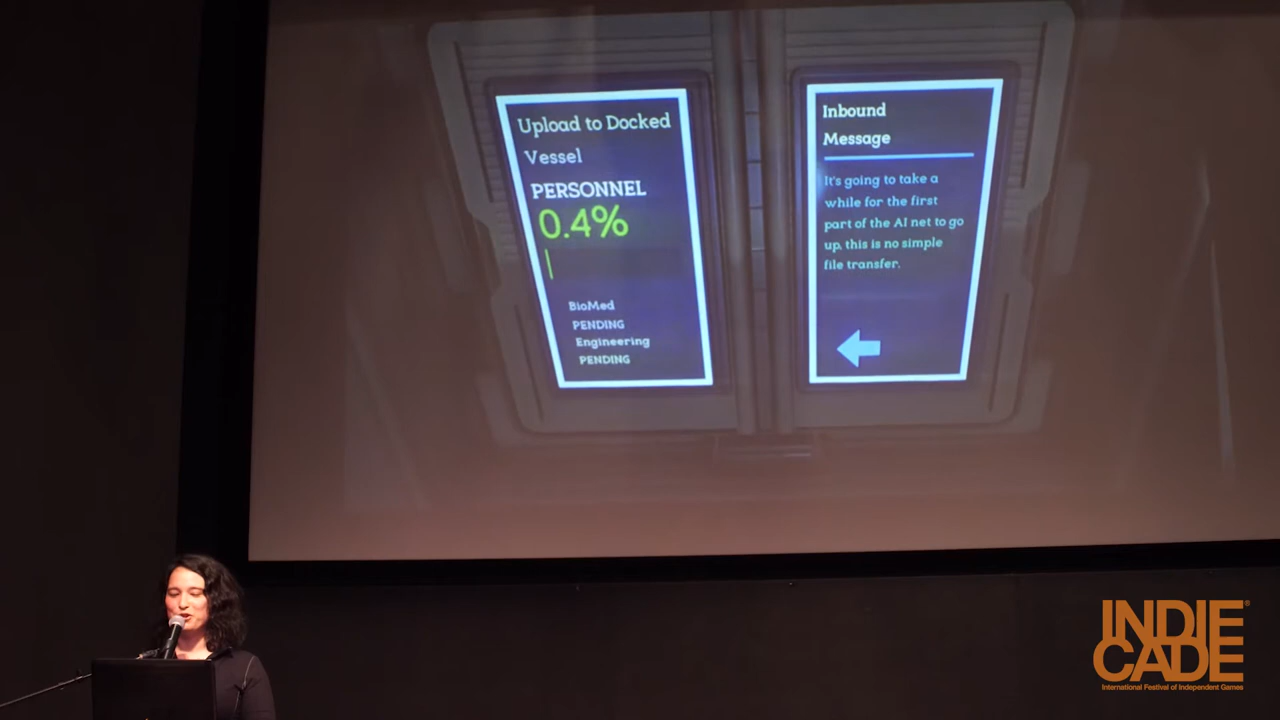 Upload to Docked
Vessel
PERSONNEL
0.4%
BioMed
PENDING
Engineering
PENDING
Inbound
Message
It's going to take a
while for the first
part of the AI net to go
up, this is no simple
file transfer.
INDIE
CADE®
International Festival of Independent Games